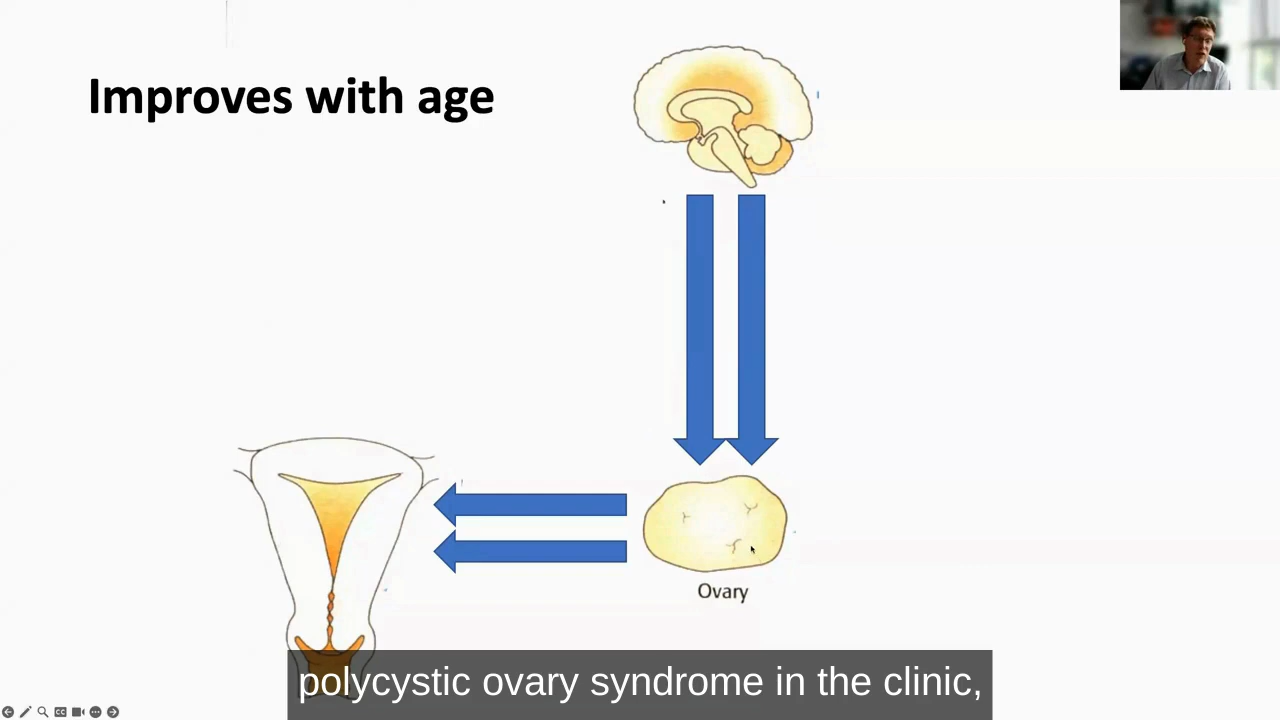 Improves with age
Ovary
polycystic ovary syndrome in the clinic,